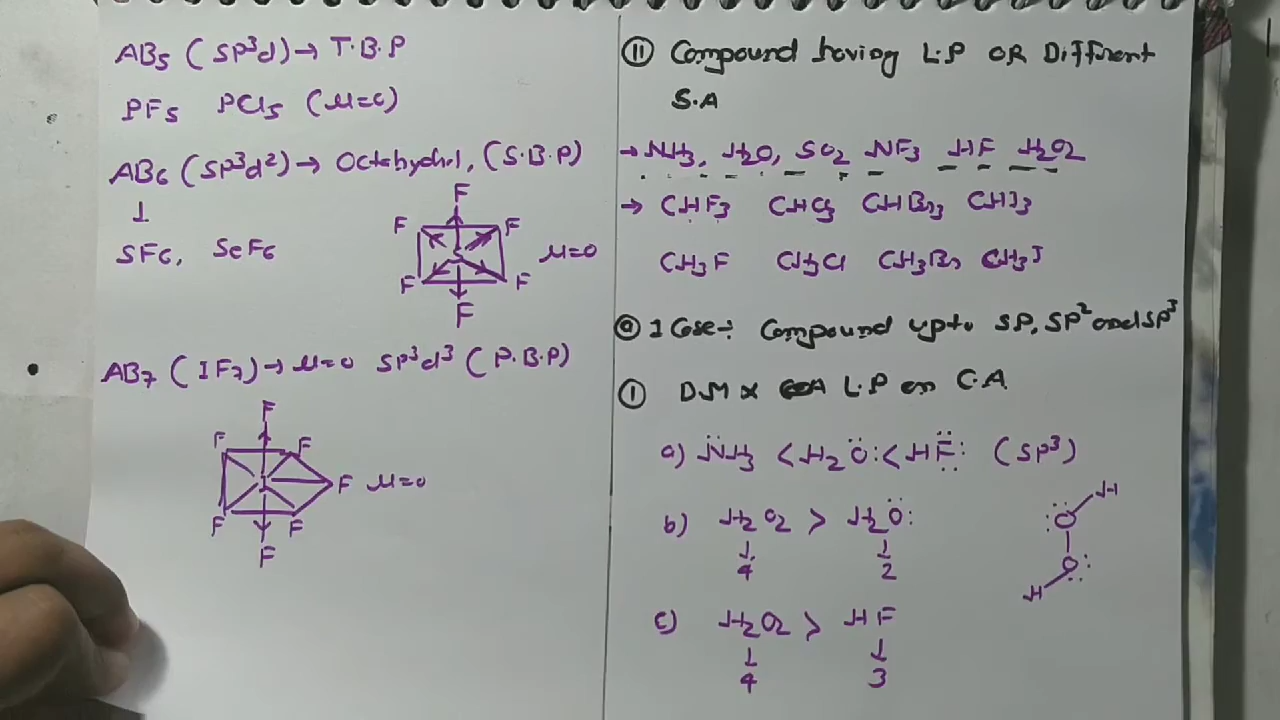 AB5 (SP³d) → T.B.P
PF5 PCl5 (μ=0)
AB6 (SP³d²) → Octahydrl, (S.B.P)
↓
SF6, SeF6
F
F F
S
μ=0
F F
F
AB7 (IF7) → μ=0 SP³d³ (P.B.P)
F
F F
I
F μ=0
F F
F
⑪ Compound having L.P OR Different
S.A
→ NH3, H2O, SO2 NF3 HF H2O2
→ CHF3 CHCl3 CHBr3 CHI3
CH3F CH3Cl CH3Br CH3I
@ 1 Case:- Compound upto SP, SP² and SP³
① D.M ∝ L.P on C.A
a) NH3 < H2O: < HF: (SP³)
b) H2O2 > H2O:
↓ ↓
4 2
H
:O
O:
H
c) H2O2 > HF
↓ ↓
4 3